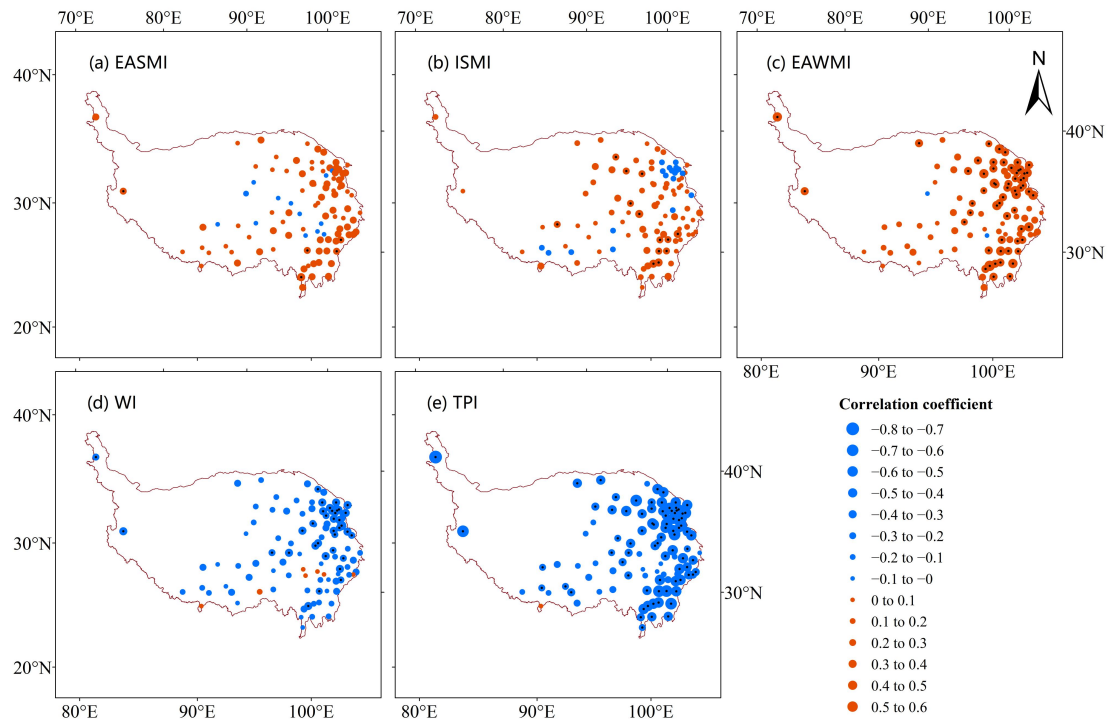 70°E 80°E 90°E 100°E 70°E 80°E 90°E 100°E 80°E 90°E 100°E
(a) EASMI
(b) ISMI
(c) EAWMI
N
40°N
40°N
30°N
30°N
20°N
80°E 90°E 100°E
(d) WI
(e) TPI
40°N
40°N
30°N
30°N
20°N
80°E 90°E 100°E 80°E 90°E 100°E
Correlation coefficient
−0.8 to −0.7
−0.7 to −0.6
−0.6 to −0.5
−0.5 to −0.4
−0.4 to −0.3
−0.3 to −0.2
−0.2 to −0.1
−0.1 to −0
0 to 0.1
0.1 to 0.2
0.2 to 0.3
0.3 to 0.4
0.4 to 0.5
0.5 to 0.6